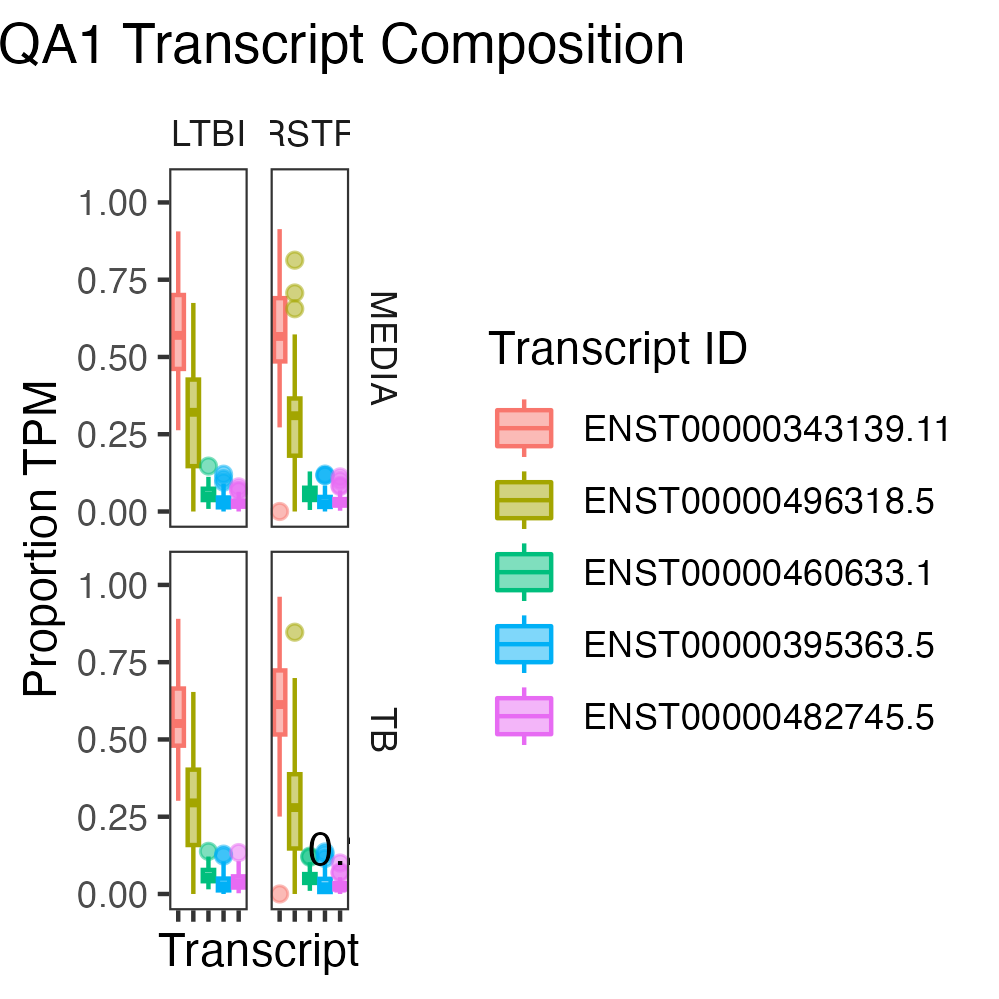 QA1 Transcript Composition
LTBI
RSTR
MEDIA
TB
1.00
0.75
0.50
0.25
0.00
1.00
0.75
0.50
0.25
0.00
Proportion TPM
0.
Transcript
Transcript ID
ENST00000343139.11
ENST00000496318.5
ENST00000460633.1
ENST00000395363.5
ENST00000482745.5